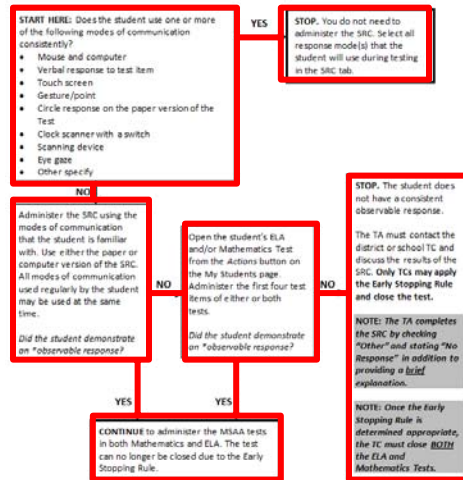 START HERE: Does the student use one or more
of the following modes of communication
consistently?
• Mouse and computer
• Verbal response to test item
• Touch screen
• Gesture/point
• Circle response on the paper version of the
Test
• Clock scanner with a switch
• Scanning device
• Eye gaze
• Other specify
YES
STOP. You do not need to
administer the SRC. Select all
response mode(s) that the
student will use during testing
in the SRC tab.
NO
Administer the SRC using the
modes of communication
that the student is familiar
with. Use either the paper or
computer version of the SRC.
All modes of communication
used regularly by the student
may be used at the same
time.
Did the student demonstrate
an *observable response?
NO
Open the student's ELA
and/or Mathematics Test
from the Actions button on
the My Students page.
Administer the first four test
items of either or both
tests.
Did the student demonstrate
an *observable response?
NO
STOP. The student does
not have a consistent
observable response.
The TA must contact the
district or school TC and
discuss the results of the
SRC. Only TCs may apply
the Early Stopping Rule
and close the test.
NOTE: The TA completes
the SRC by checking
"Other" and stating "No
Response" in addition to
providing a brief
explanation.
NOTE: Once the Early
Stopping Rule is
determined appropriate,
the TC must close BOTH
the ELA and
Mathematics Tests.
YES
YES
CONTINUE to administer the MSAA tests
in both Mathematics and ELA. The test
can no longer be closed due to the Early
Stopping Rule.